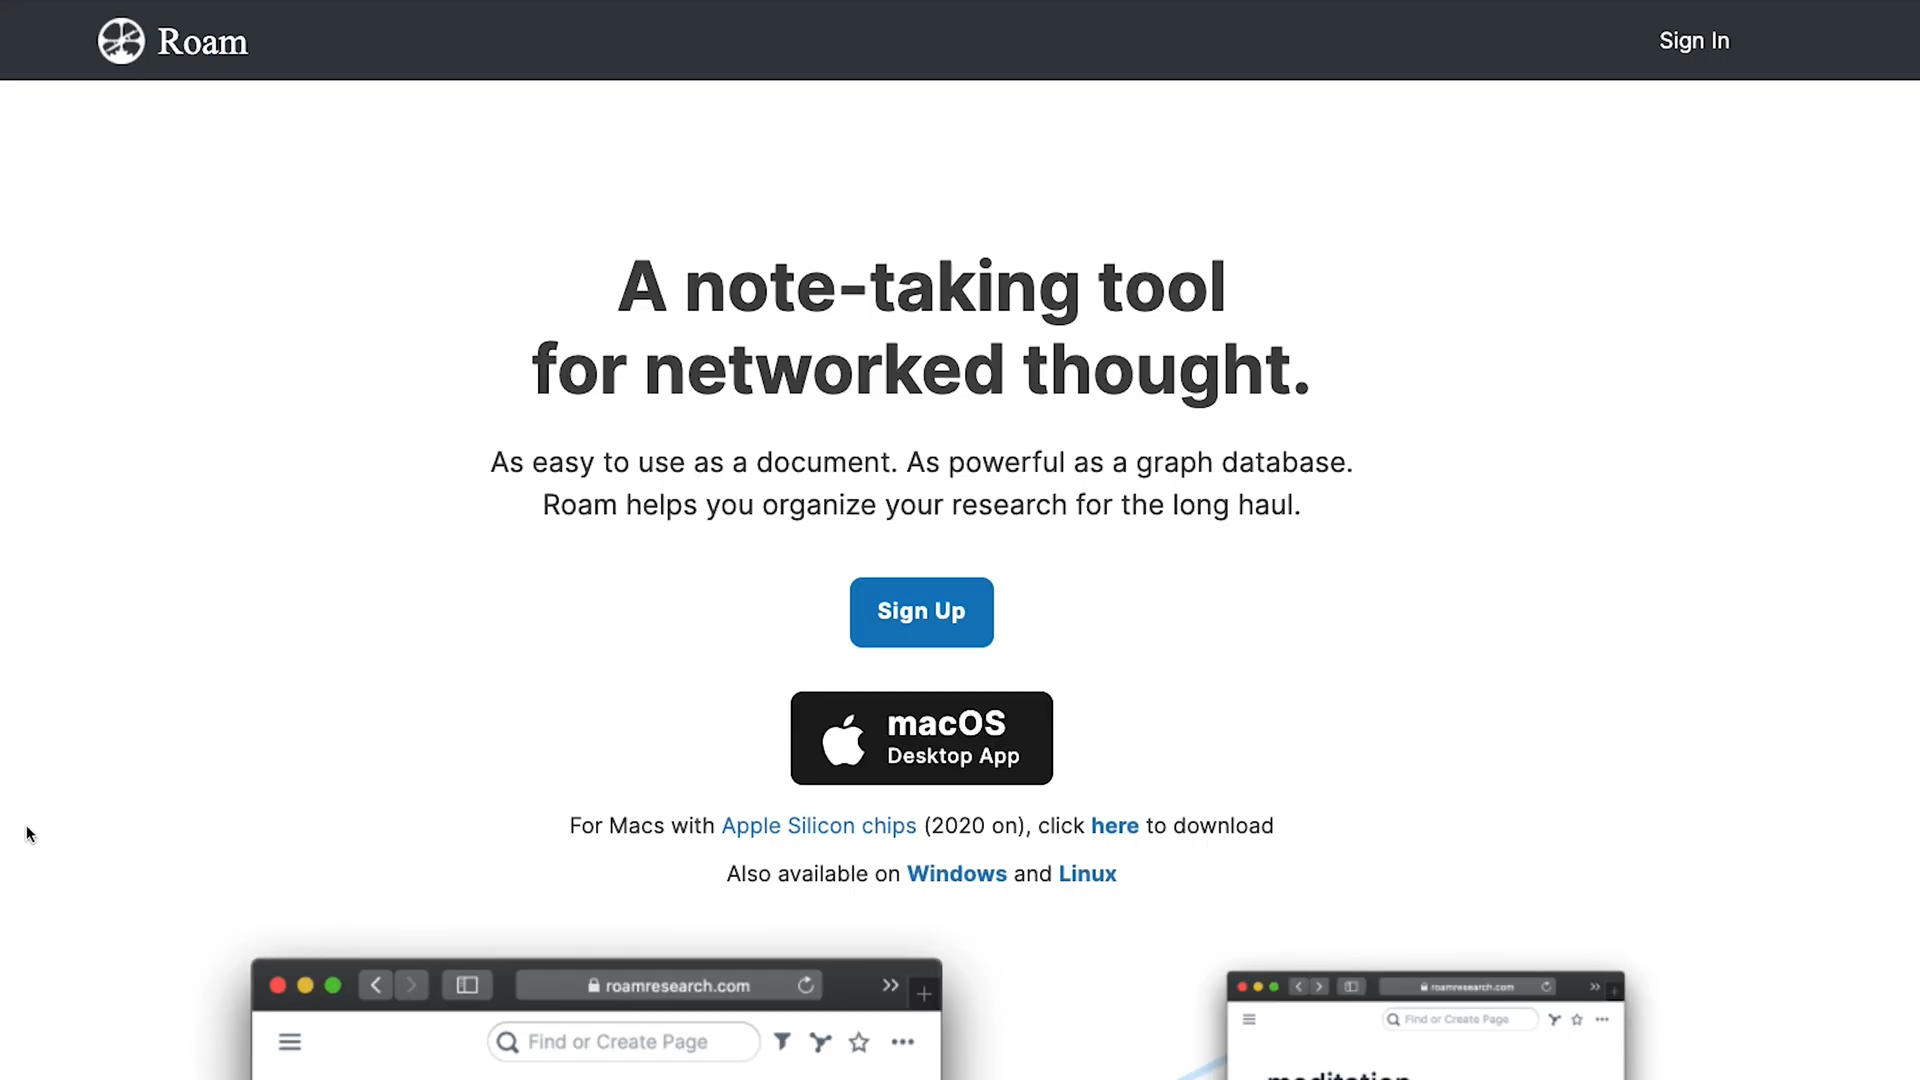 Roam
Sign In
A note-taking tool
for networked thought.
As easy to use as a document. As powerful as a graph database.
Roam helps you organize your research for the long haul.
Sign Up
macOS
Desktop App
For Macs with Apple Silicon chips (2020 on), click here to download
Also available on Windows and Linux
roamresearch.com
Find or Create Page
roamresearch.com
Find or Create Page
meditation